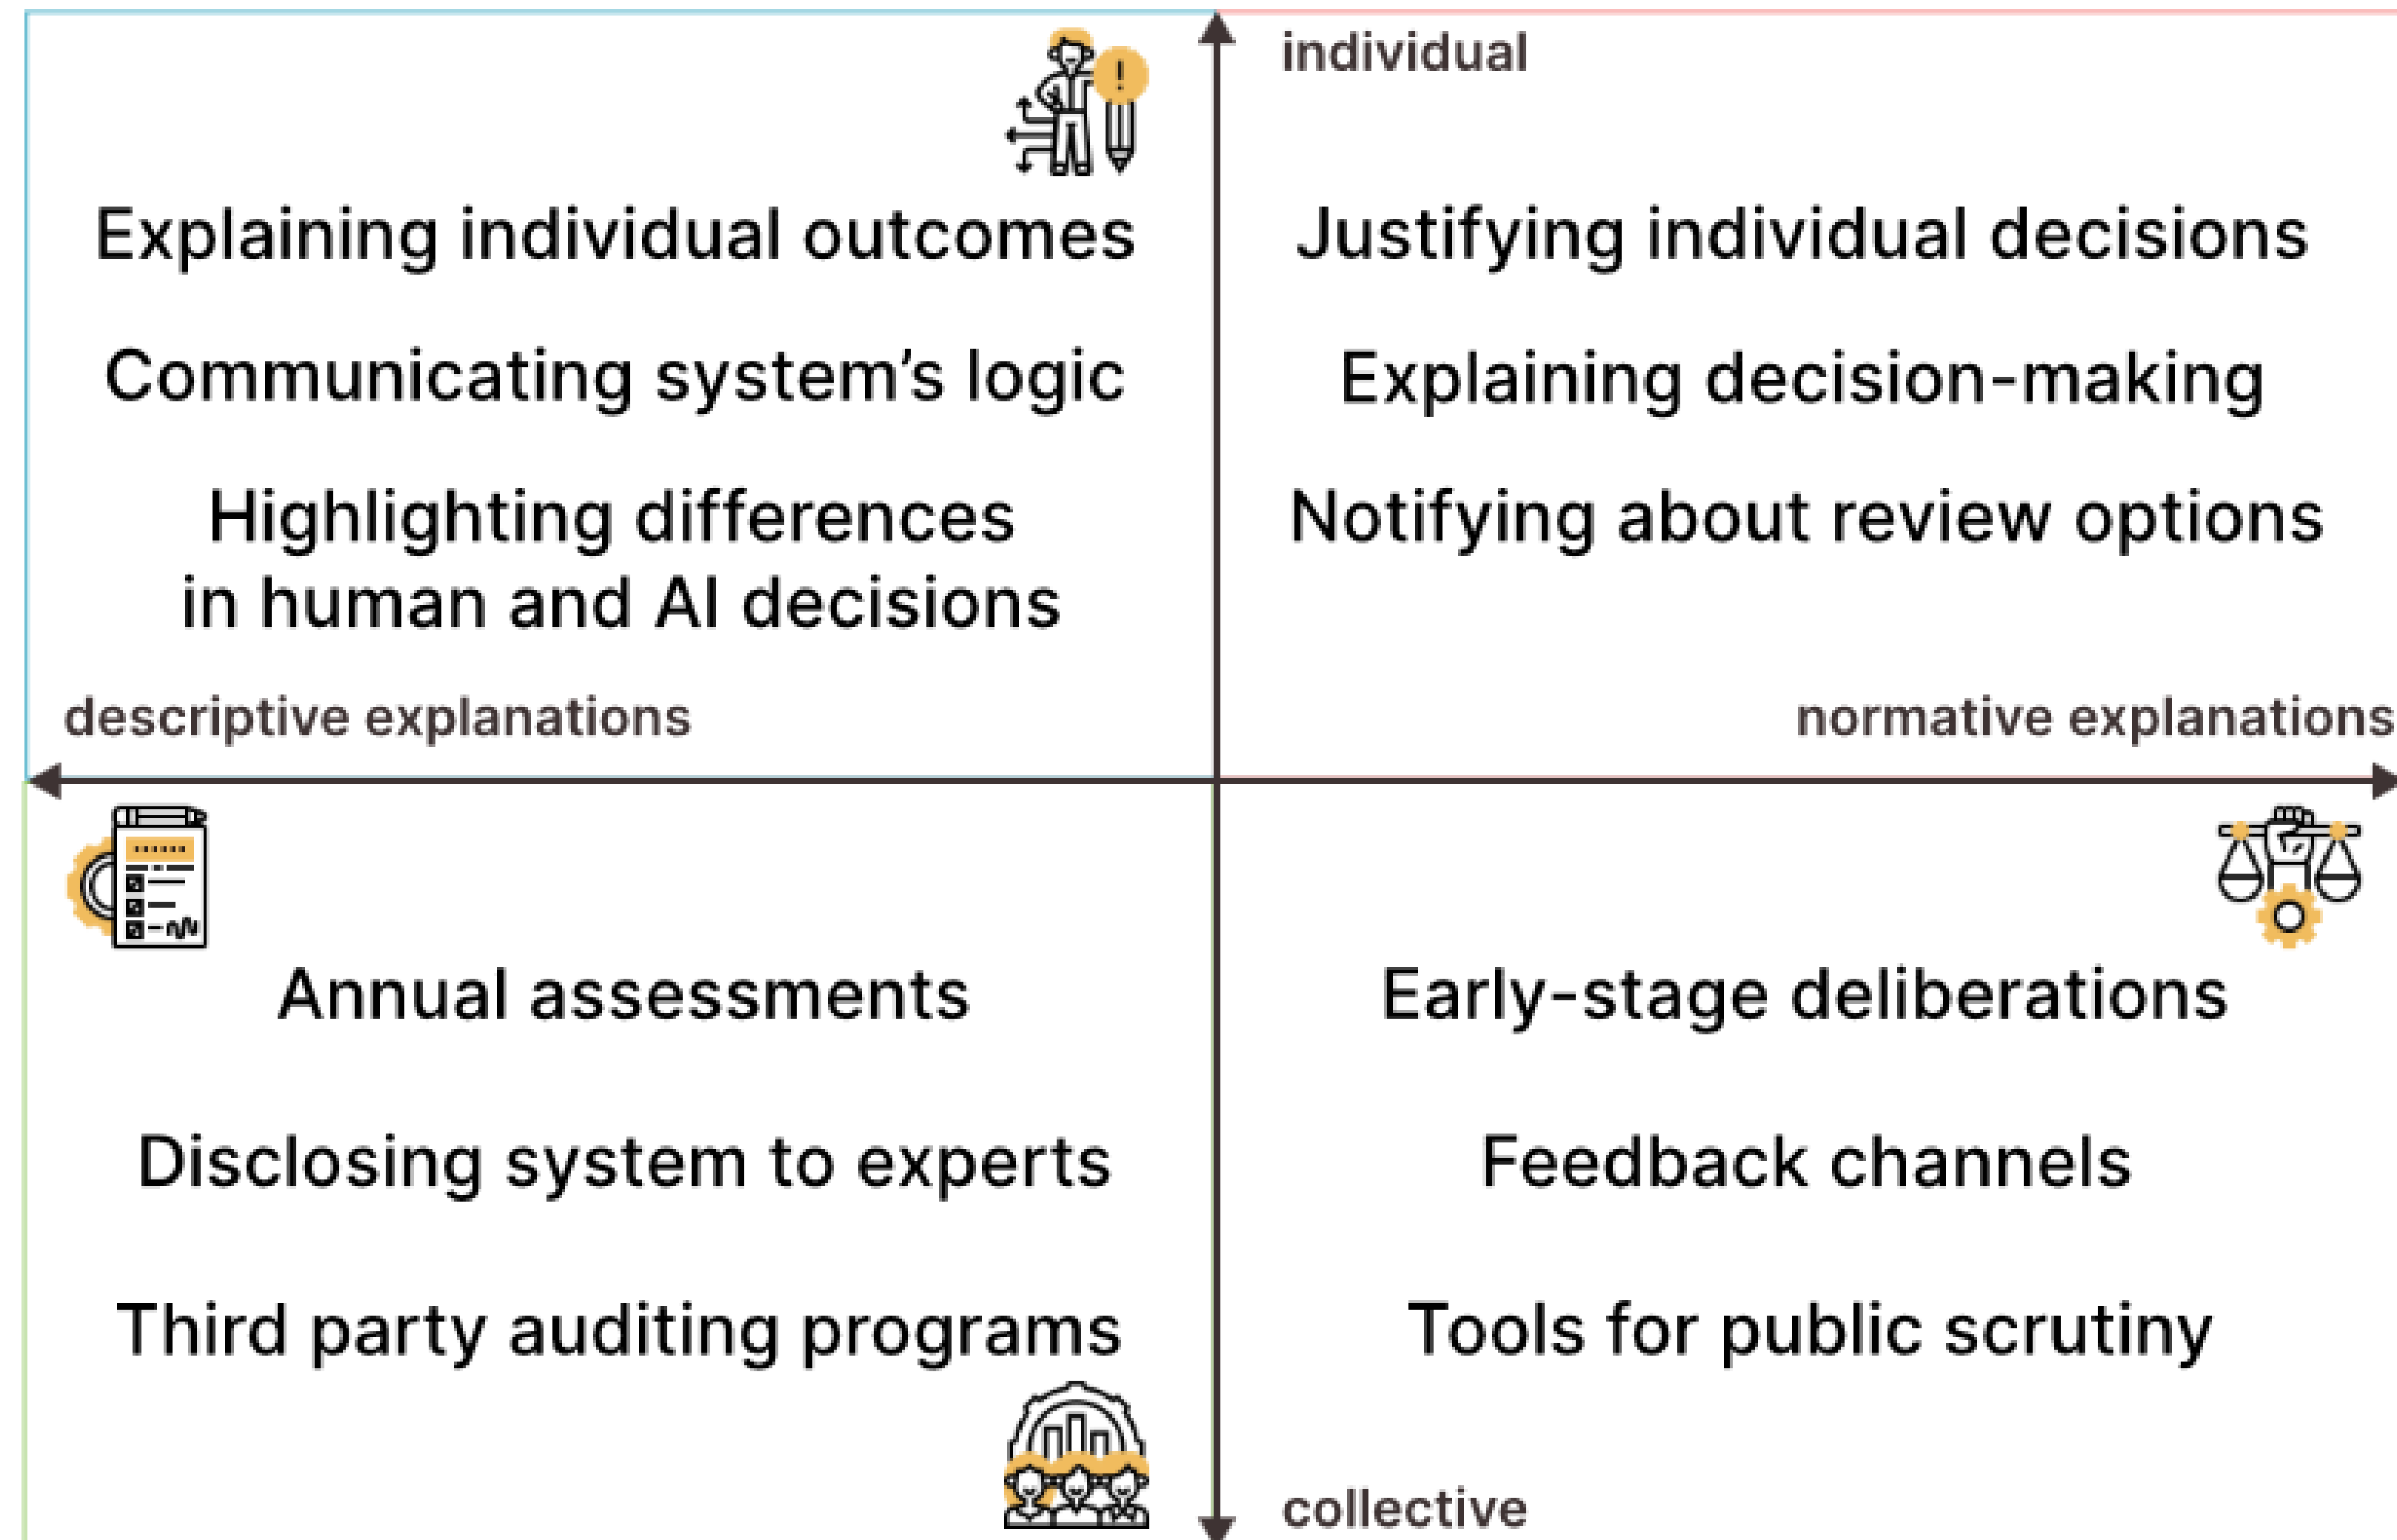 individual
Explaining individual outcomes
Communicating system’s logic
Highlighting differences
in human and AI decisions
Justifying individual decisions
Explaining decision-making
Notifying about review options
descriptive explanations
normative explanations
Annual assessments
Disclosing system to experts
Third party auditing programs
Early-stage deliberations
Feedback channels
Tools for public scrutiny
collective